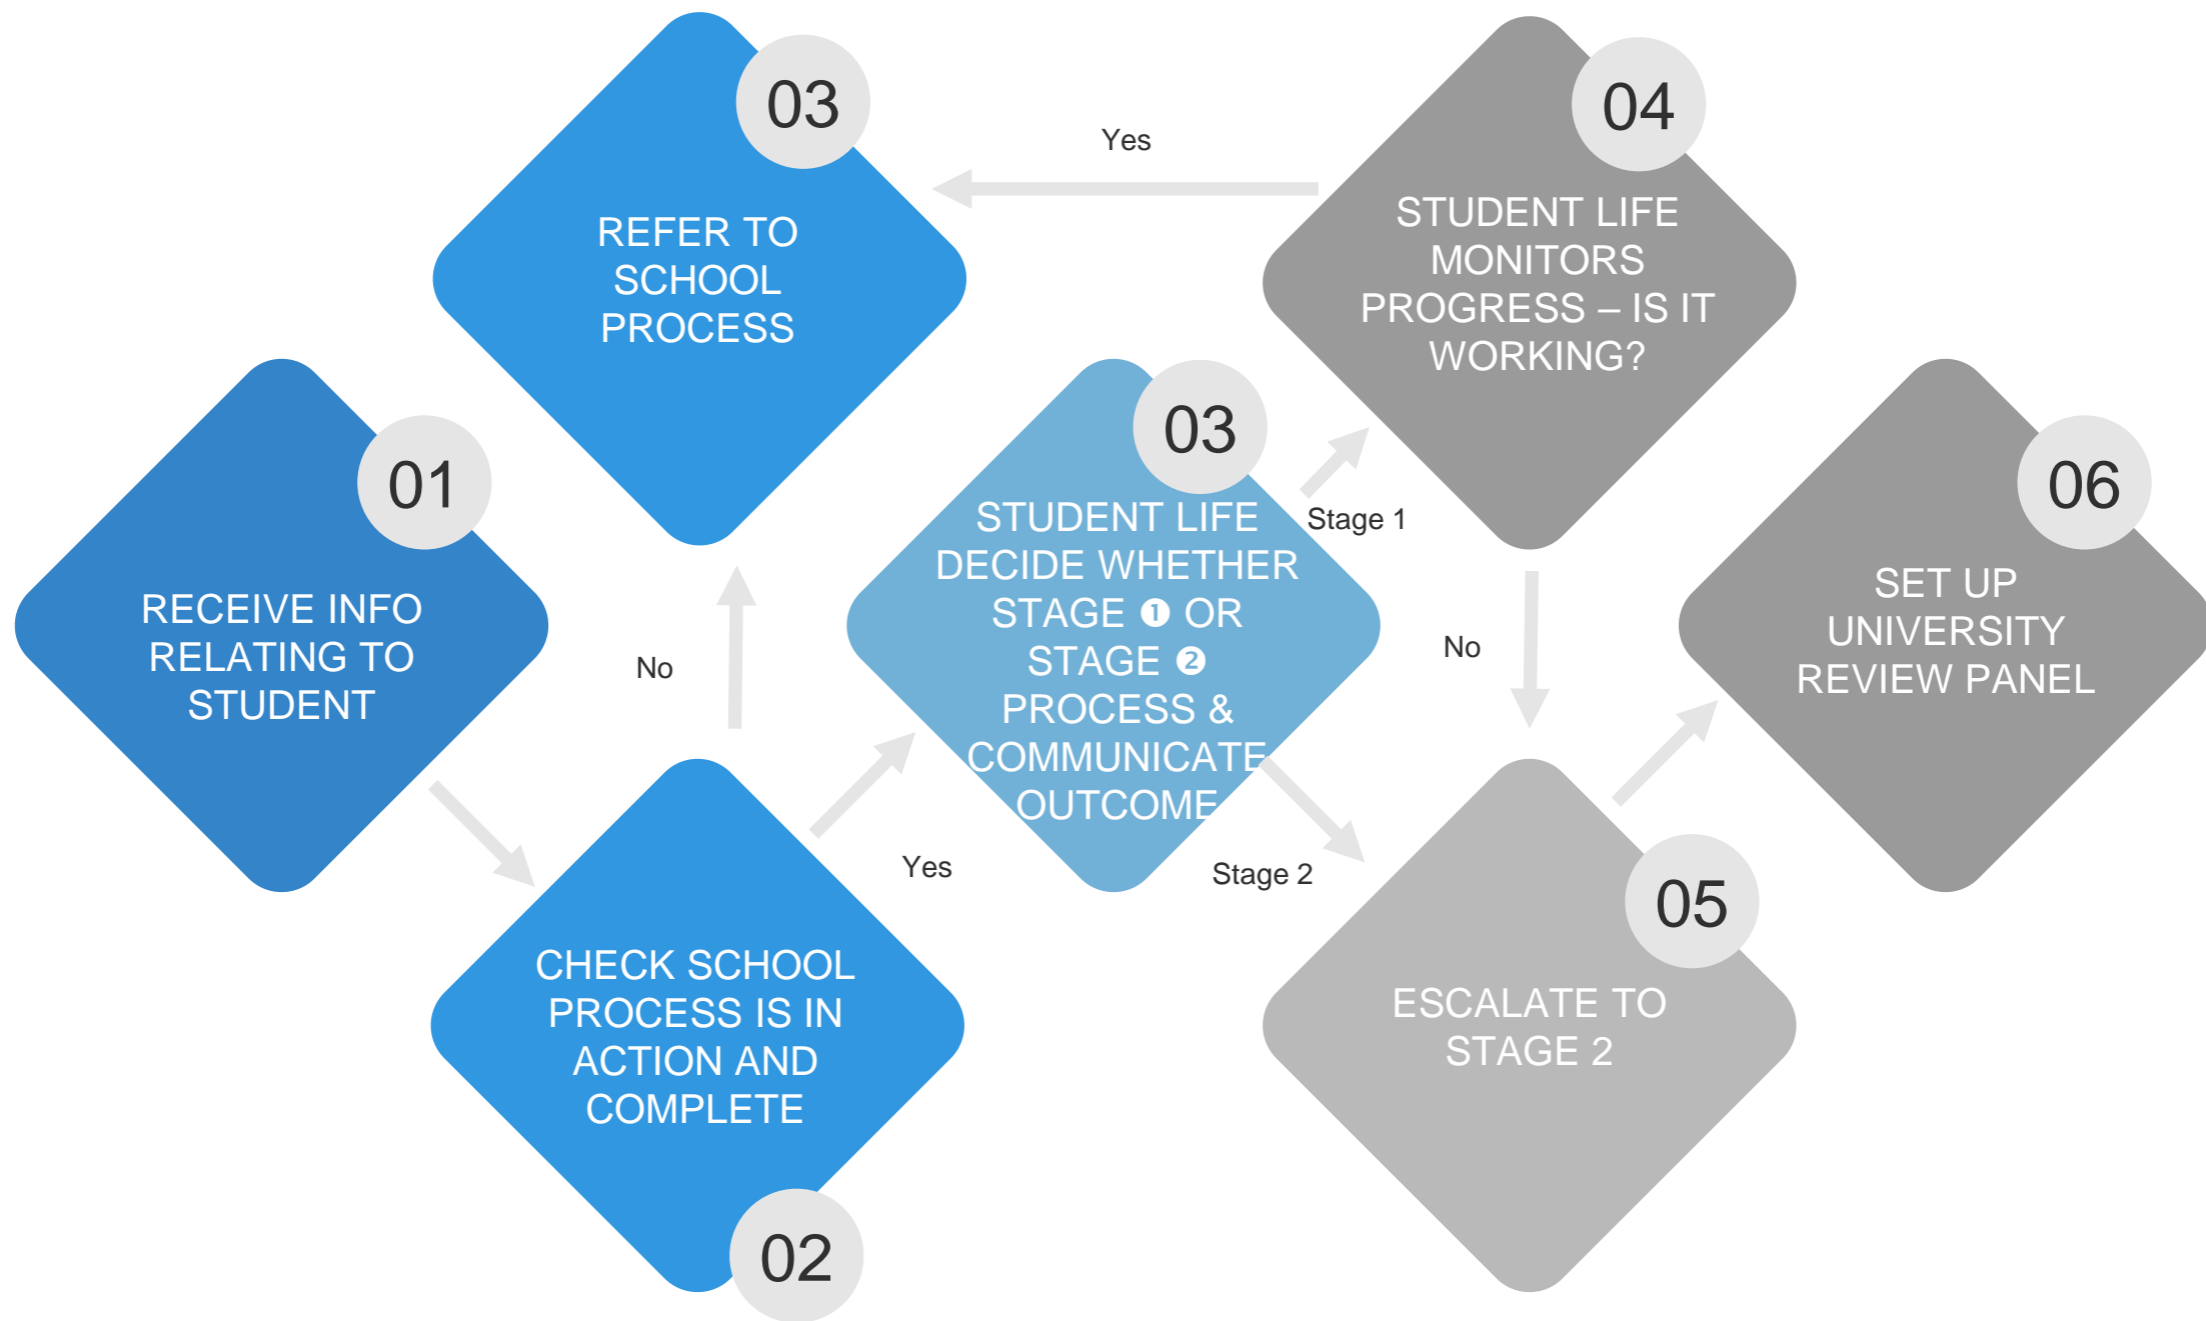 03
REFER TO
SCHOOL
PROCESS
Yes
04
STUDENT LIFE
MONITORS
PROGRESS – IS IT
WORKING?
01
RECEIVE INFO
RELATING TO
STUDENT
No
03
STUDENT LIFE
DECIDE WHETHER
STAGE ❶ OR
STAGE ❷
PROCESS &
COMMUNICATE
OUTCOME
Stage 1
No
06
SET UP
UNIVERSITY
REVIEW PANEL
Yes
Stage 2
CHECK SCHOOL
PROCESS IS IN
ACTION AND
COMPLETE
02
05
ESCALATE TO
STAGE 2